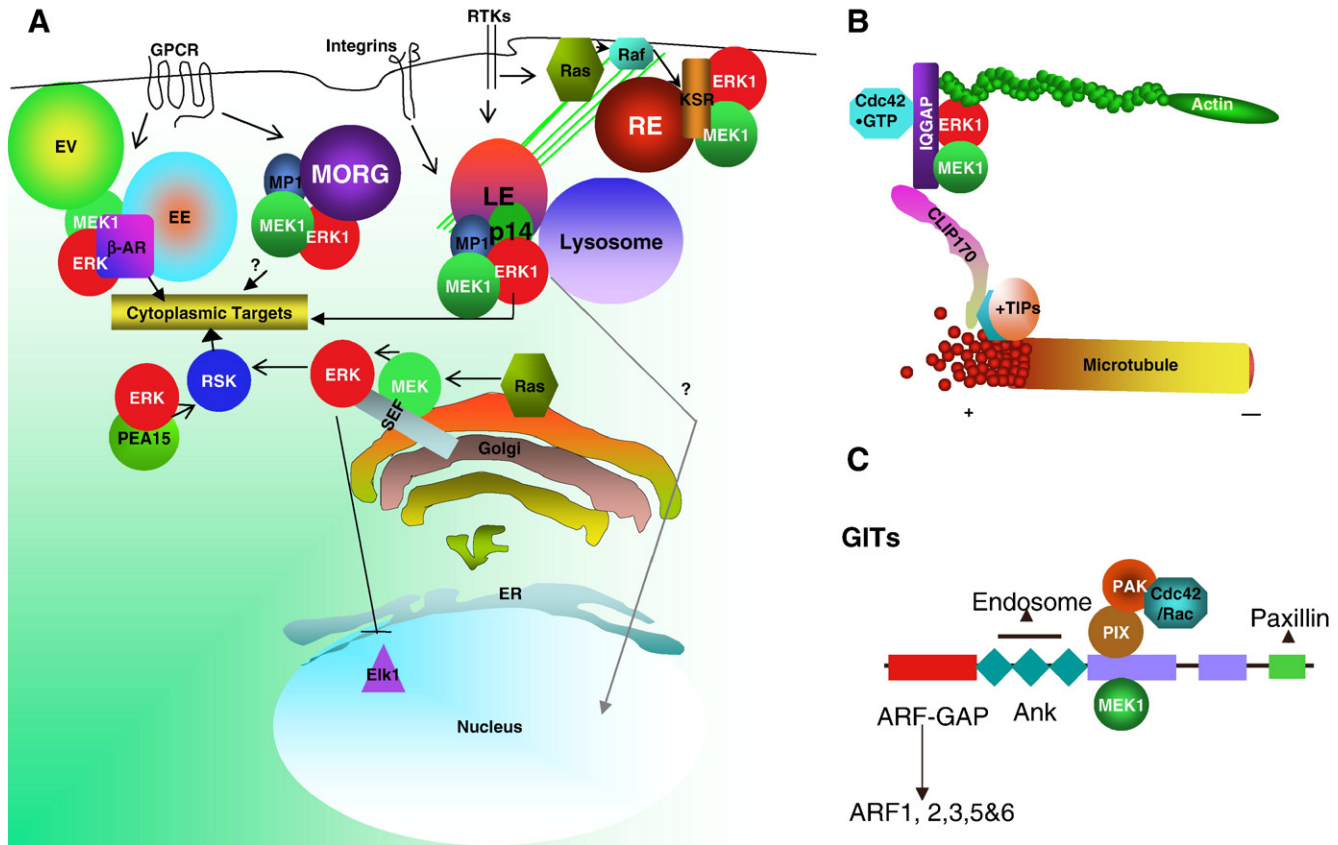 A
GPCR
Integrins
β
RTKs
Ras
Raf
KSR
ERK1
MEK1
RE
EV
MEK1
EE
β-AR
ERK
MP1
MORG
MEK1
ERK1
LE
p14
MP1
ERK1
MEK1
Lysosome
?
Cytoplasmic Targets
RSK
ERK
PEA15
ERK
MEK
SEF
Ras
Golgi
?
ER
Elk1
Nucleus
B
Cdc42
•GTP
IQGAP
ERK1
MEK1
Actin
CLIP170
+TIPs
Microtubule
+
—
C
GITs
Endosome
PAK
Cdc42
/Rac
PIX
Paxillin
MEK1
ARF-GAP
Ank
ARF1, 2,3,5&6